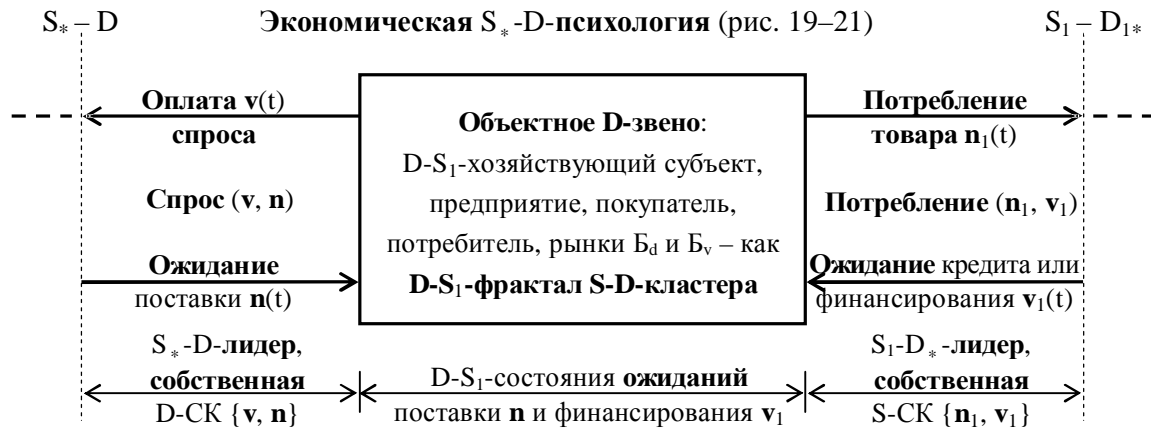 S* – D Экономическая S*-D-психология (рис. 19–21) S₁ – D₁*
Оплата v(t)
спроса
Спрос (v, n)
Ожидание
поставки n(t)
Объектное D-звено:
D-S₁-хозяйствующий субъект,
предприятие, покупатель,
потребитель, рынки Б_d и Б_v – как
D-S₁-фрактал S-D-кластера
Потребление
товара n₁(t)
Потребление (n₁, v₁)
Ожидание кредита или
финансирования v₁(t)
S*-D-лидер,
собственная
D-СК {v, n}
D-S₁-состояния ожиданий
поставки n и финансирования v₁
S₁-D*-лидер,
собственная
S-СК {n₁, v₁}